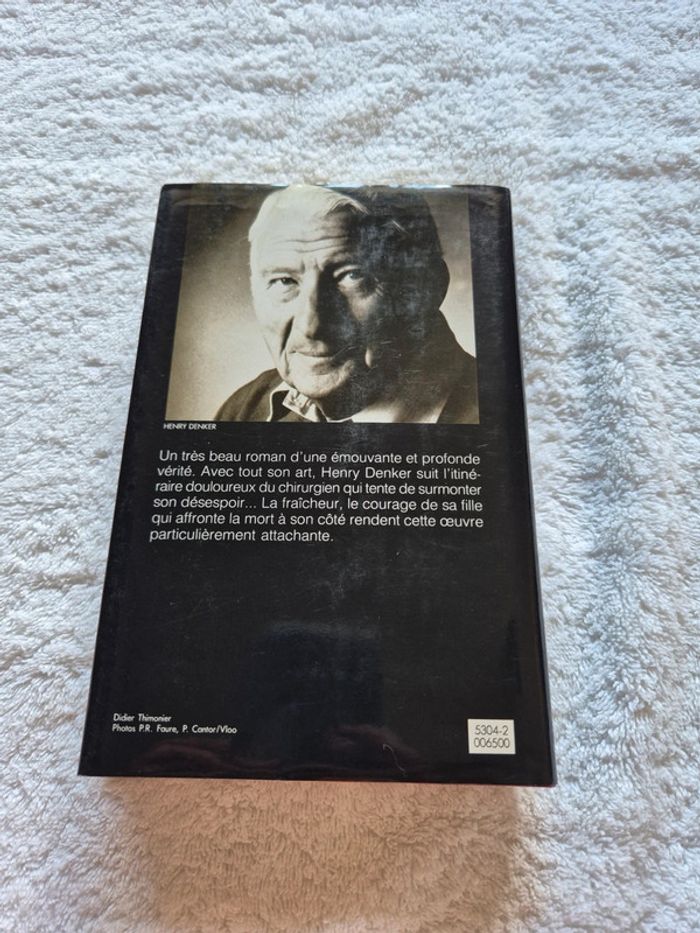 HENRY DENKER
Un très beau roman d'une émouvante et profonde
vérité. Avec tout son art, Henry Denker suit l'itiné-
raire douloureux du chirurgien qui tente de surmonter
son désespoir... La fraîcheur, le courage de sa fille
qui affronte la mort à son côté rendent cette œuvre
particulièrement attachante.
Didier Thimonier
Photos P.R. Faure, P. Cantor/Vloo
5304-2
006500